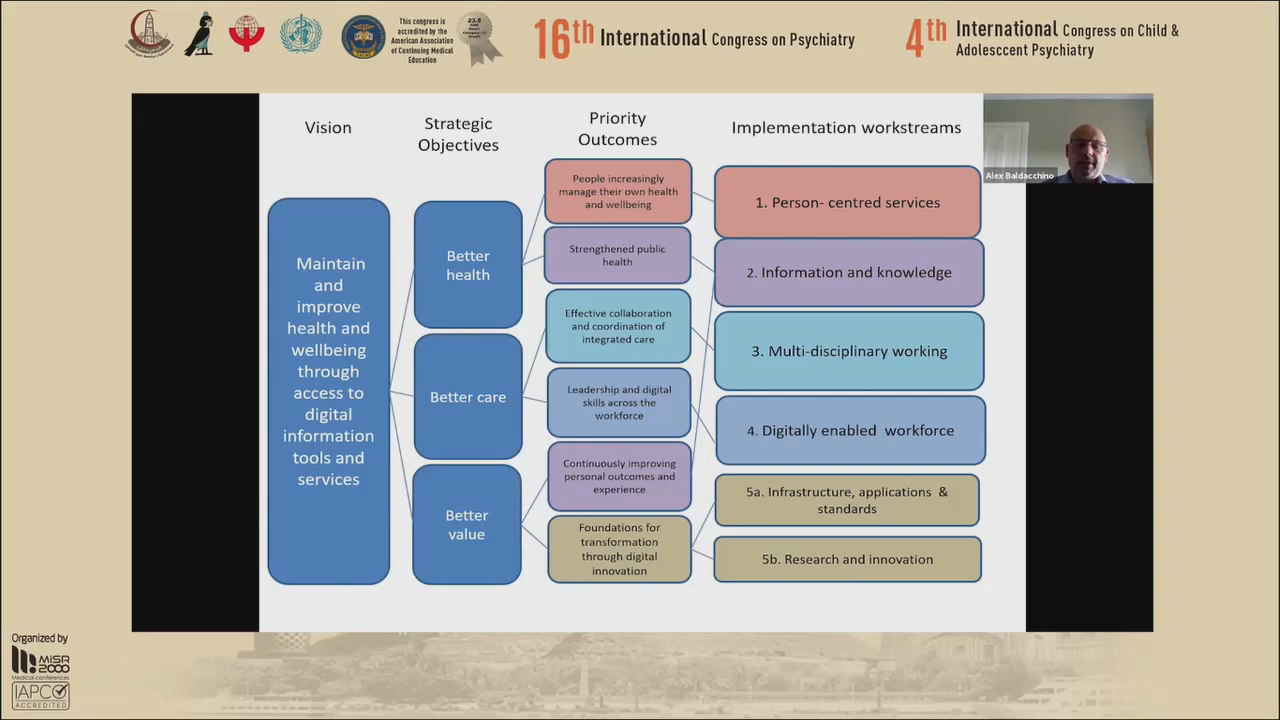 This congress is
accredited by the
American Association
of Continuing Medical
Education
23.5
16th International Congress on Psychiatry
4th International Congress on Child &
Adolesccent Psychiatry
Vision
Strategic
Objectives
Priority
Outcomes
Implementation workstreams
Maintain
and
improve
health and
wellbeing
through
access to
digital
information
tools and
services
Better
health
Better care
Better
value
People increasingly
manage their own health
and wellbeing
Strengthened public
health
Effective collaboration
and coordination of
integrated care
Leadership and digital
skills across the
workforce
Continuously improving
personal outcomes and
experience
Foundations for
transformation
through digital
innovation
1. Person- centred services
2. Information and knowledge
3. Multi-disciplinary working
4. Digitally enabled workforce
5a. Infrastructure, applications &
standards
5b. Research and innovation
Alex Baldacchino
Organized by
MISR
2000
Medical conferences
IAPCO
ACCREDITED